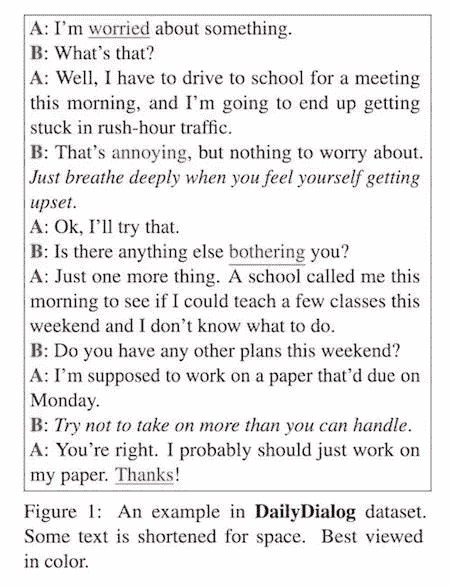 A: I'm worried about something.
B: What's that?
A: Well, I have to drive to school for a meeting
this morning, and I'm going to end up getting
stuck in rush-hour traffic.
B: That's annoying, but nothing to worry about.
Just breathe deeply when you feel yourself getting
upset.
A: Ok, I'll try that.
B: Is there anything else bothering you?
A: Just one more thing. A school called me this
morning to see if I could teach a few classes this
weekend and I don't know what to do.
B: Do you have any other plans this weekend?
A: I'm supposed to work on a paper that'd due on
Monday.
B: Try not to take on more than you can handle.
A: You're right. I probably should just work on
my paper. Thanks!
Figure 1: An example in DailyDialog dataset.
Some text is shortened for space. Best viewed
in color.